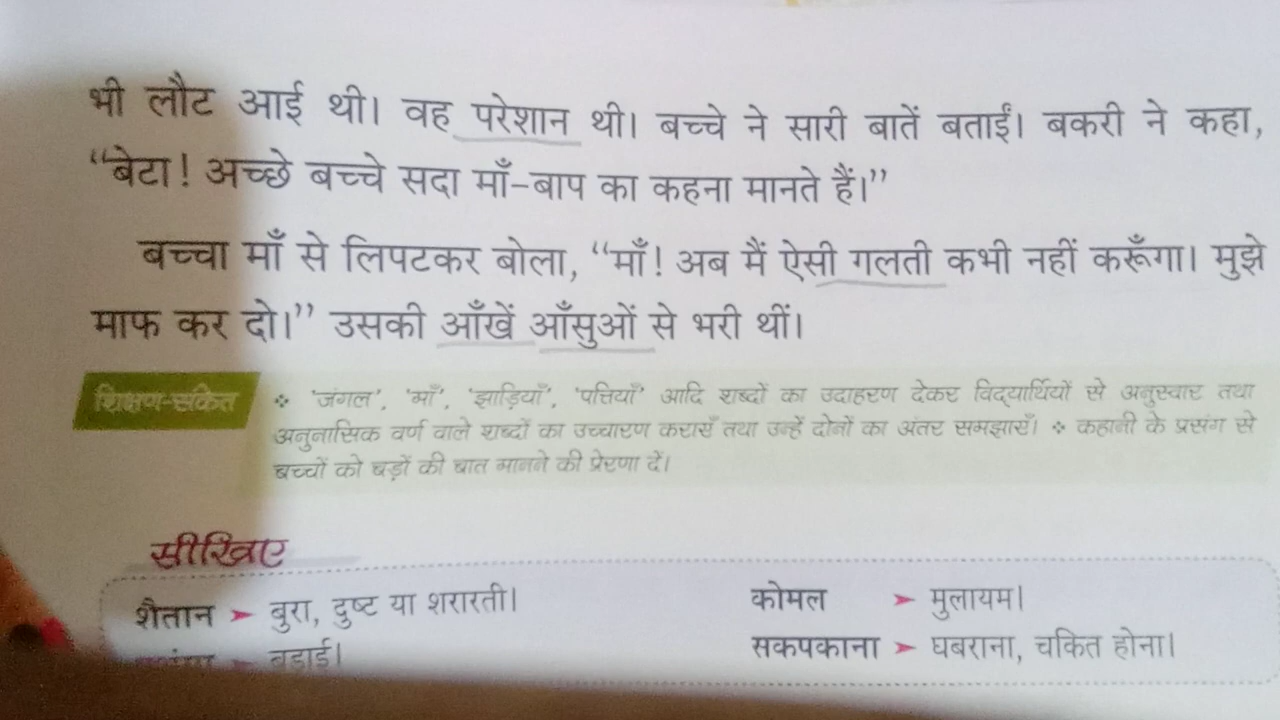 भी लौट आई थी। वह परेशान थी। बच्चे ने सारी बातें बताईं। बकरी ने कहा,
“बेटा! अच्छे बच्चे सदा माँ-बाप का कहना मानते हैं।”
बच्चा माँ से लिपटकर बोला, “माँ! अब मैं ऐसी गलती कभी नहीं करूँगा। मुझे
माफ कर दो।” उसकी आँखें आँसुओं से भरी थीं।
शिक्षण-संकेत
❖ 'जंगल', 'माँ', 'झाड़ियाँ', 'पत्तियाँ' आदि शब्दों का उदाहरण देकर विद्यार्थियों से अनुस्वार तथा
अनुनासिक वर्ण वाले शब्दों का उच्चारण कराएँ तथा उन्हें दोनों का अंतर समझाएँ। ❖ कहानी के प्रसंग से
बच्चों को बड़ों की बात मानने की प्रेरणा दें।
सीखिए
शैतान ➤ बुरा, दुष्ट या शरारती।
कोमल ➤ मुलायम।
➤ बड़ाई।
सकपकाना ➤ घबराना, चकित होना।